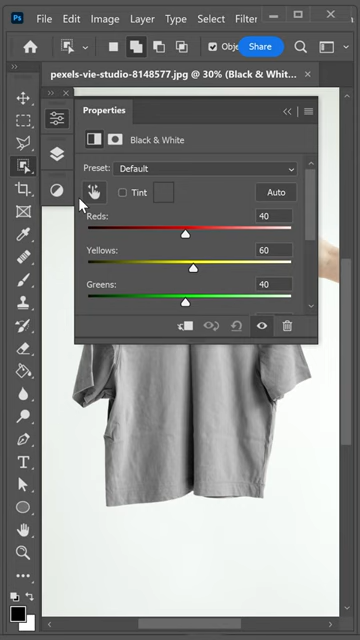 Ps File Edit Image Layer Type Select Filter
Obje Share
pexels-vie-studio-8148577.jpg @ 30% (Black & Whit...
Properties
Black & White
Preset: Default
Tint Auto
Reds: 40
Yellows: 60
Greens: 40
T